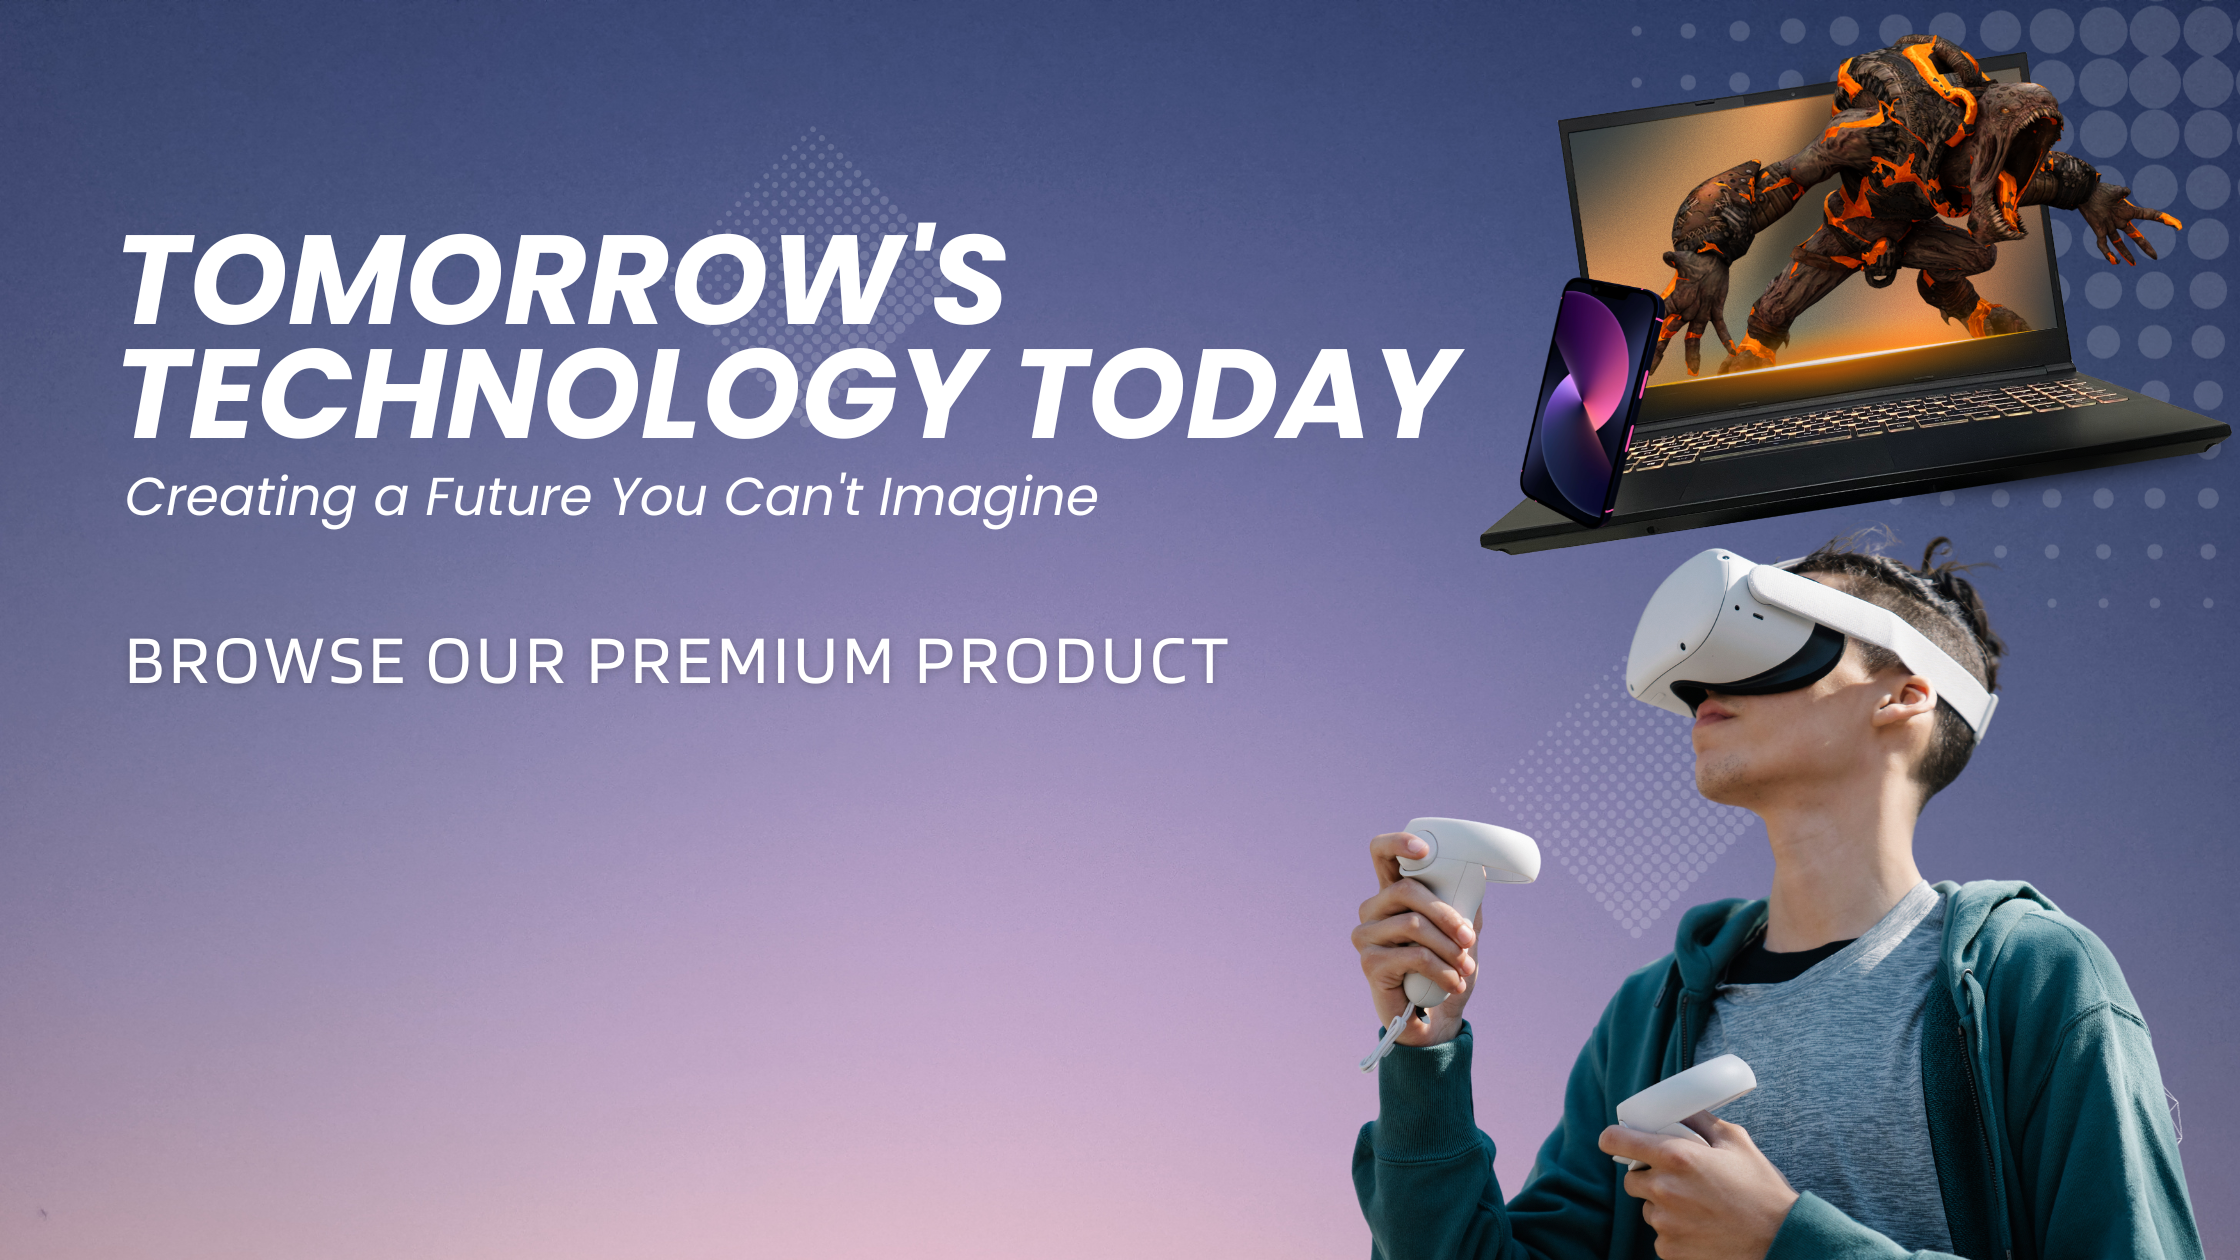 TOMORROW'S
TECHNOLOGY TODAY
Creating a Future You Can't Imagine
BROWSE OUR PREMIUM PRODUCT